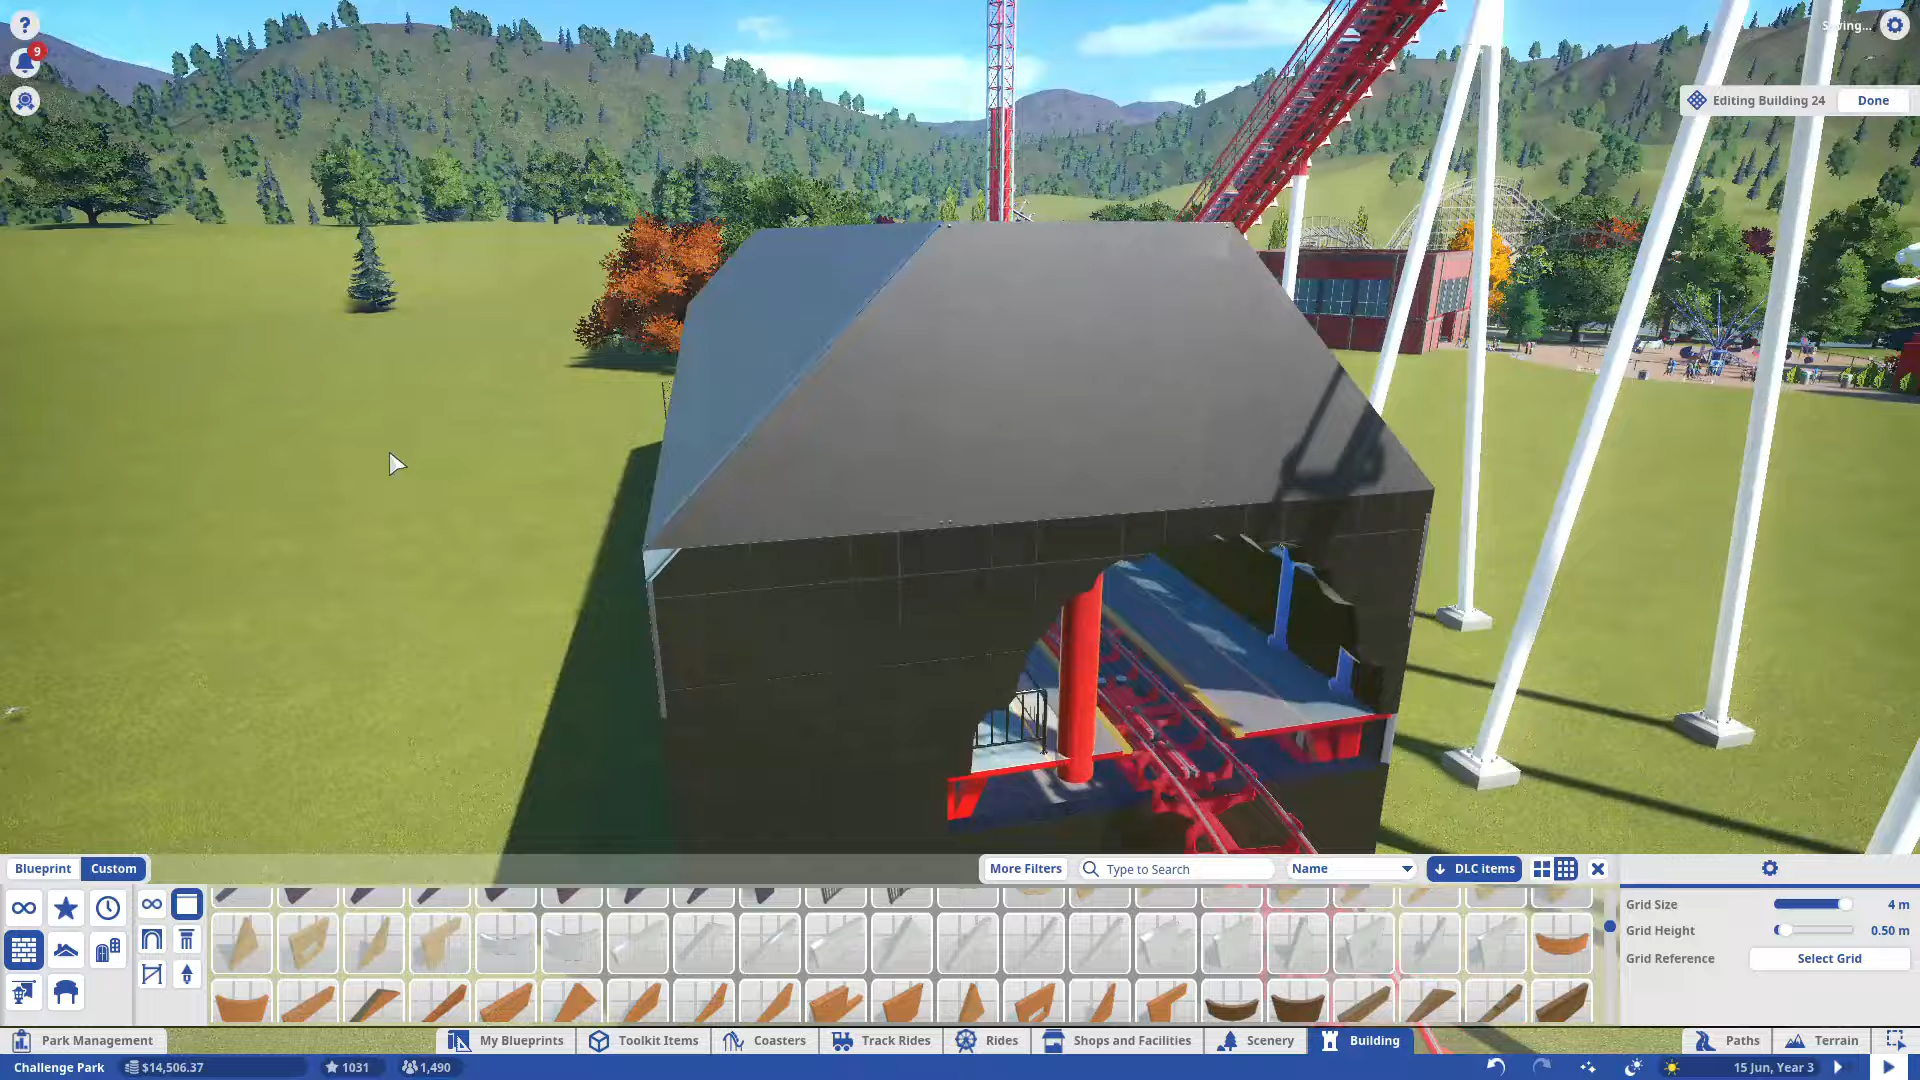 ?
9
Saving...
Editing Building 24
Done
Blueprint
Custom
More Filters
Type to Search
Name
DLC items
Grid Size
4 m
Grid Height
0.50 m
Grid Reference
Select Grid
Park Management
My Blueprints
Toolkit Items
Coasters
Track Rides
Rides
Shops and Facilities
Scenery
Building
Paths
Terrain
Challenge Park
$14,506.37
1031
1,490
15 Jun, Year 3